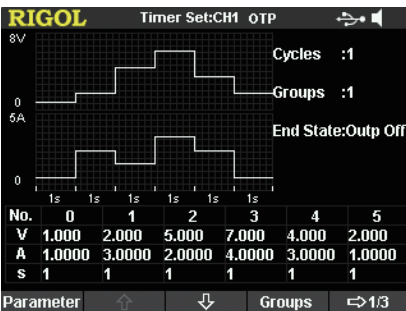 RIGOL Timer Set:CH1 OTP
8V
Cycles :1
0
Groups :1
5A
End State:Outp Off
0
1s 1s 1s 1s 1s 1s
No. 0 1 2 3 4 5
V 1.000 2.000 5.000 7.000 4.000 2.000
A 1.0000 3.0000 2.0000 4.0000 3.0000 1.0000
s 1 1 1 1 1 1
Parameter Groups 1/3